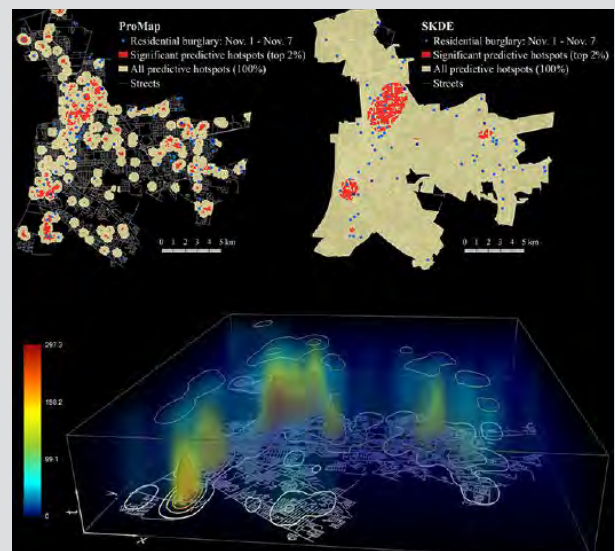 ProMap
Residential burglary: Nov. 1 - Nov. 7
Significant predictive hotspots (top 2%)
All predictive hotspots (100%)
Streets
0 1 2 3 4 5 km
SKDE
Residential burglary: Nov. 1 - Nov. 7
Significant predictive hotspots (top 2%)
All predictive hotspots (100%)
Streets
0 1 2 3 4 5 km
297.3
198.2
99.1
0
t
x